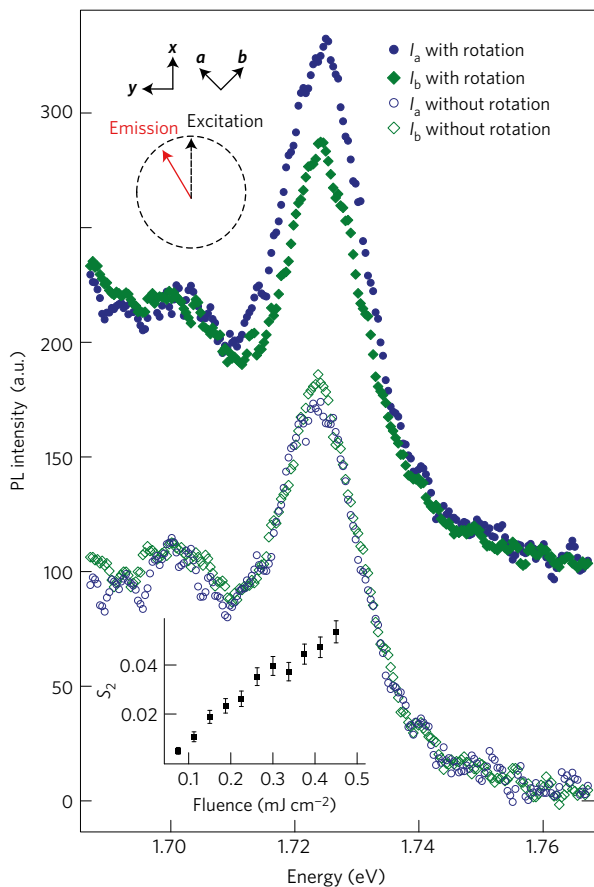 x
y
a
b
Excitation
Emission
I_a with rotation
I_b with rotation
I_a without rotation
I_b without rotation
300
200
150
100
50
0
PL intensity (a.u.)
0.04
0.02
S₂
0.1 0.2 0.3 0.4 0.5
Fluence (mJ cm⁻²)
1.70 1.72 1.74 1.76
Energy (eV)